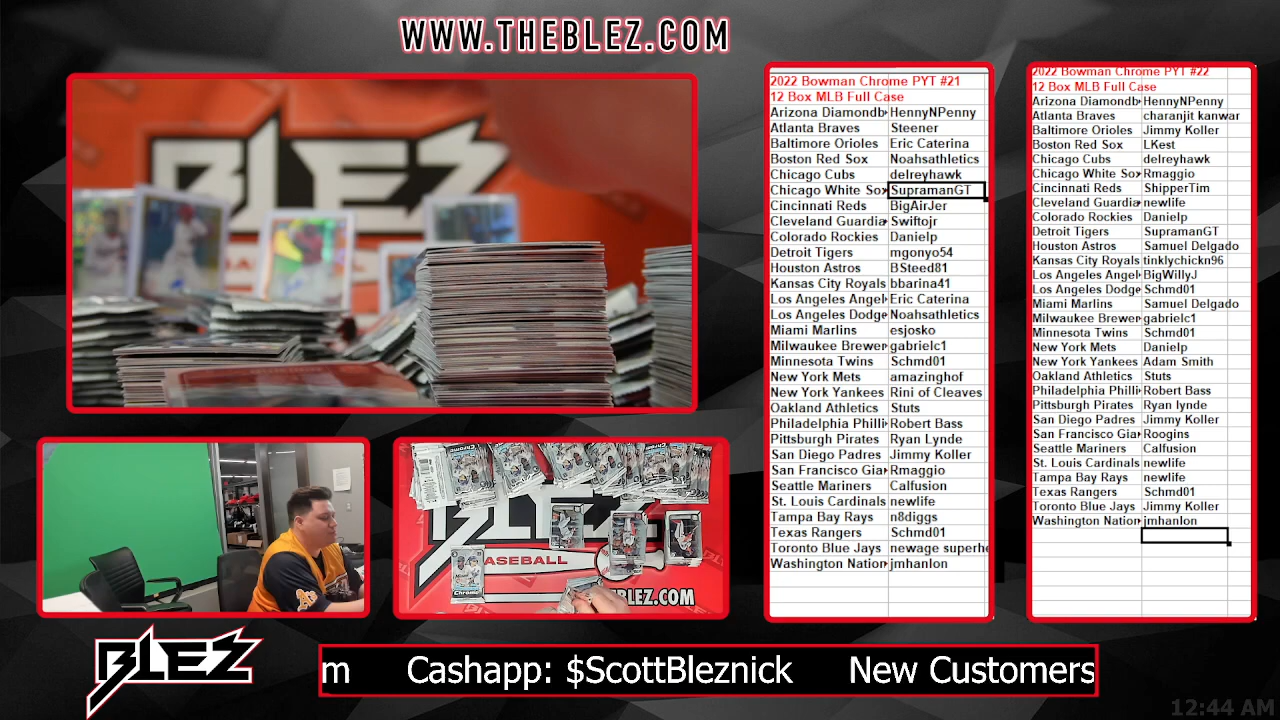 WWW.THEBLEZ.COM
BLEZ
2022 Bowman Chrome PYT #21
12 Box MLB Full Case
Arizona Diamondb HennyNPenny
Atlanta Braves Steener
Baltimore Orioles Eric Caterina
Boston Red Sox Noahsathletics
Chicago Cubs delreyhawk
Chicago White Sox SupramanGT
Cincinnati Reds BigAirJer
Cleveland Guardia Swiftojr
Colorado Rockies Danielp
Detroit Tigers mgonyo54
Houston Astros BSteed81
Kansas City Royals bbarina41
Los Angeles Angel Eric Caterina
Los Angeles Dodge Noahsathletics
Miami Marlins esjosko
Milwaukee Brewer gabrielc1
Minnesota Twins Schmd01
New York Mets amazinghof
New York Yankees Rini of Cleaves
Oakland Athletics Stuts
Philadelphia Philli Robert Bass
Pittsburgh Pirates Ryan Lynde
San Diego Padres Jimmy Koller
San Francisco Gia Rmaggio
Seattle Mariners Calfusion
St. Louis Cardinals newlife
Tampa Bay Rays n8diggs
Texas Rangers Schmd01
Toronto Blue Jays newage superhe
Washington Nation jmhanlon
2022 Bowman Chrome PYT #22
12 Box MLB Full Case
Arizona Diamondb HennyNPenny
Atlanta Braves charanjit kanwar
Baltimore Orioles Jimmy Koller
Boston Red Sox LKest
Chicago Cubs delreyhawk
Chicago White Sox Rmaggio
Cincinnati Reds ShipperTim
Cleveland Guardia newlife
Colorado Rockies Danielp
Detroit Tigers SupramanGT
Houston Astros Samuel Delgado
Kansas City Royals tinklychickn96
Los Angeles Angel BigWillyJ
Los Angeles Dodge Schmd01
Miami Marlins Samuel Delgado
Milwaukee Brewer gabrielc1
Minnesota Twins Schmd01
New York Mets Danielp
New York Yankees Adam Smith
Oakland Athletics Stuts
Philadelphia Philli Robert Bass
Pittsburgh Pirates Ryan lynde
San Diego Padres Jimmy Koller
San Francisco Gia Roogins
Seattle Mariners Calfusion
St. Louis Cardinals newlife
Tampa Bay Rays newlife
Texas Rangers Schmd01
Toronto Blue Jays Jimmy Koller
Washington Nation jmhanlon
A's
BLEZ
ASEBALL
EZ.COM
BLEZ
m Cashapp: $ScottBleznick New Customers
12:44 AM